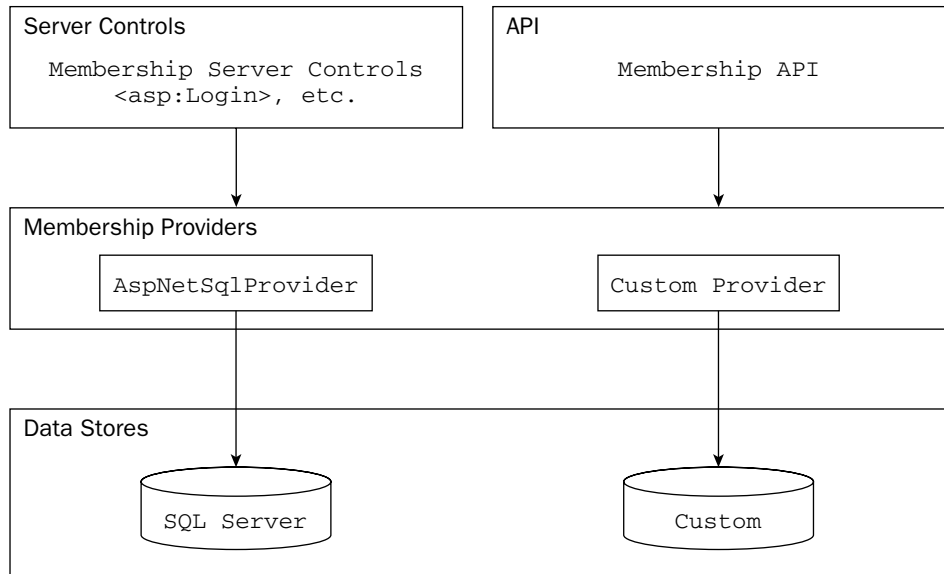 Server Controls
Membership Server Controls
<asp:Login>, etc.
API
Membership API
Membership Providers
AspNetSqlProvider
Custom Provider
Data Stores
SQL Server
Custom